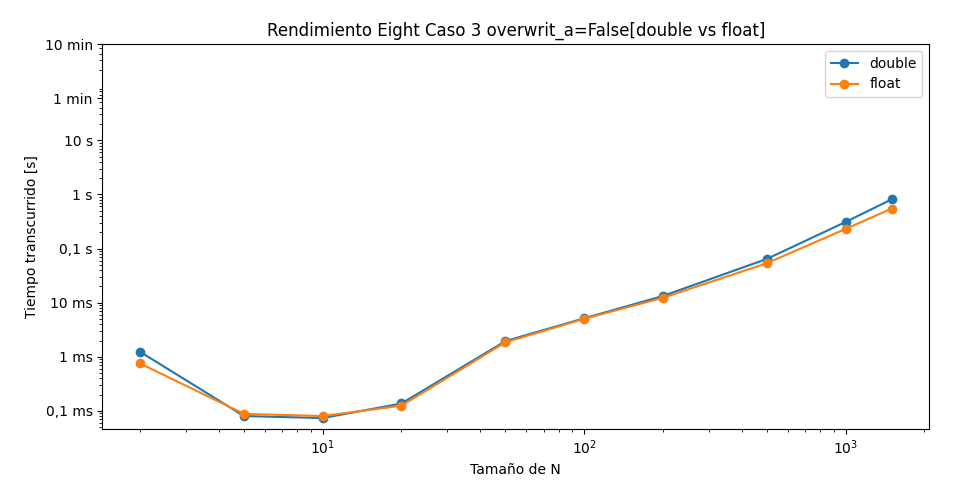 Rendimiento Eight Caso 3 overwrit_a=False[double vs float]
10 min
1 min
10 s
1 s
0,1 s
10 ms
1 ms
0,1 ms
Tiempo transcurrido [s]
double
float
10¹
10²
10³
Tamaño de N